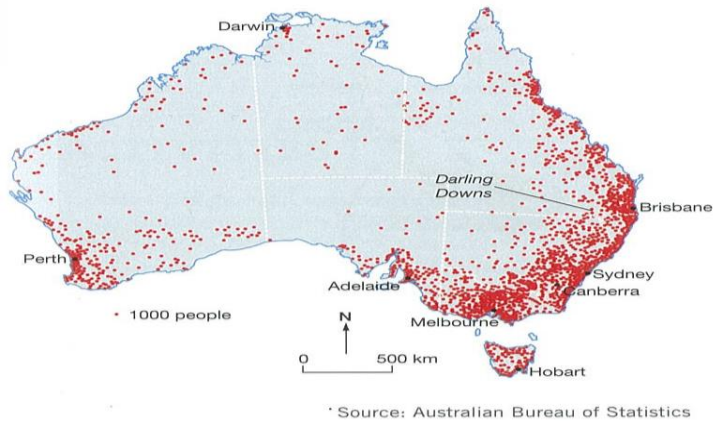 Darwin
Darling
Downs
Brisbane
Perth
Adelaide
Sydney
Canberra
1000 people
Melbourne
N
0 500 km
Hobart
Source: Australian Bureau of Statistics